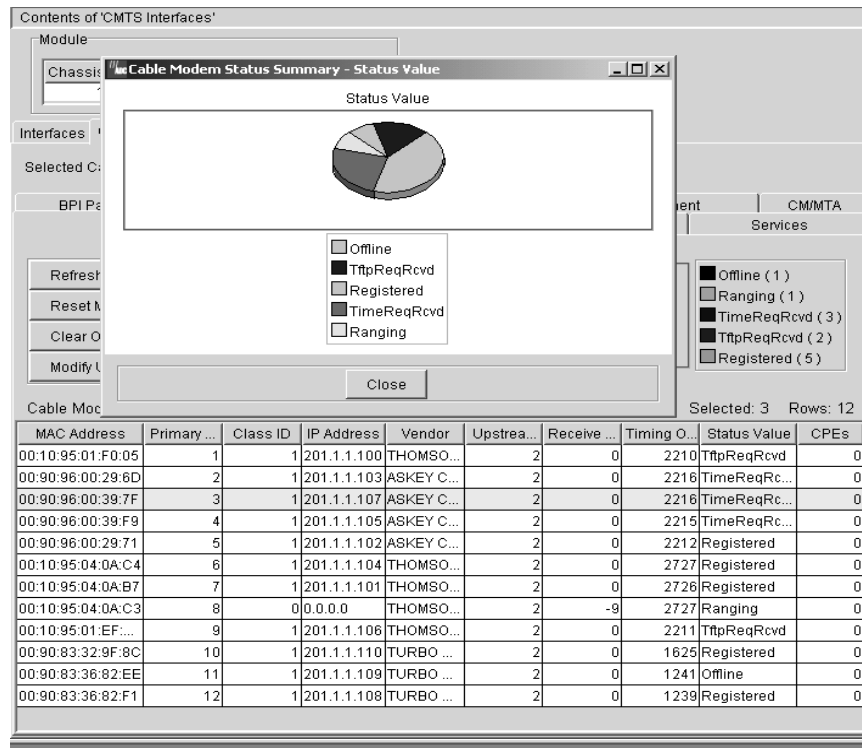 Contents of 'CMTS Interfaces'
Module
Chassis
Cable Modem Status Summary - Status Value
Status Value
Interfaces
Selected Ca
BPI Pa
ent
CM/MTA
Services
Offline
TftpReqRcvd
Registered
TimeReqRcvd
Ranging
Refresh
Reset M
Clear O
Modify U
Offline ( 1 )
Ranging ( 1 )
TimeReqRcvd ( 3 )
TftpReqRcvd ( 2 )
Registered ( 5 )
Close
Cable Mod
Selected: 3 Rows: 12
MAC Address Primary ... Class ID IP Address Vendor Upstrea... Receive ... Timing O... Status Value CPEs
00:10:95:01:F0:05 1 1 201.1.1.100 THOMSO... 2 0 2210 TftpReqRcvd 0
00:90:96:00:29:6D 2 1 201.1.1.103 ASKEY C... 2 0 2216 TimeReqRc... 0
00:90:96:00:39:7F 3 1 201.1.1.107 ASKEY C... 2 0 2216 TimeReqRc... 0
00:90:96:00:39:F9 4 1 201.1.1.105 ASKEY C... 2 0 2215 TimeReqRc... 0
00:90:96:00:29:71 5 1 201.1.1.102 ASKEY C... 2 0 2212 Registered 0
00:10:95:04:0A:C4 6 1 201.1.1.104 THOMSO... 2 0 2727 Registered 0
00:10:95:04:0A:B7 7 1 201.1.1.101 THOMSO... 2 0 2726 Registered 0
00:10:95:04:0A:C3 8 0 0.0.0.0 THOMSO... 2 -9 2727 Ranging 0
00:10:95:01:EF:... 9 1 201.1.1.106 THOMSO... 2 0 2211 TftpReqRcvd 0
00:90:83:32:9F:8C 10 1 201.1.1.110 TURBO ... 2 0 1625 Registered 0
00:90:83:36:82:EE 11 1 201.1.1.109 TURBO ... 2 0 1241 Offline 0
00:90:83:36:82:F1 12 1 201.1.1.108 TURBO ... 2 0 1239 Registered 0